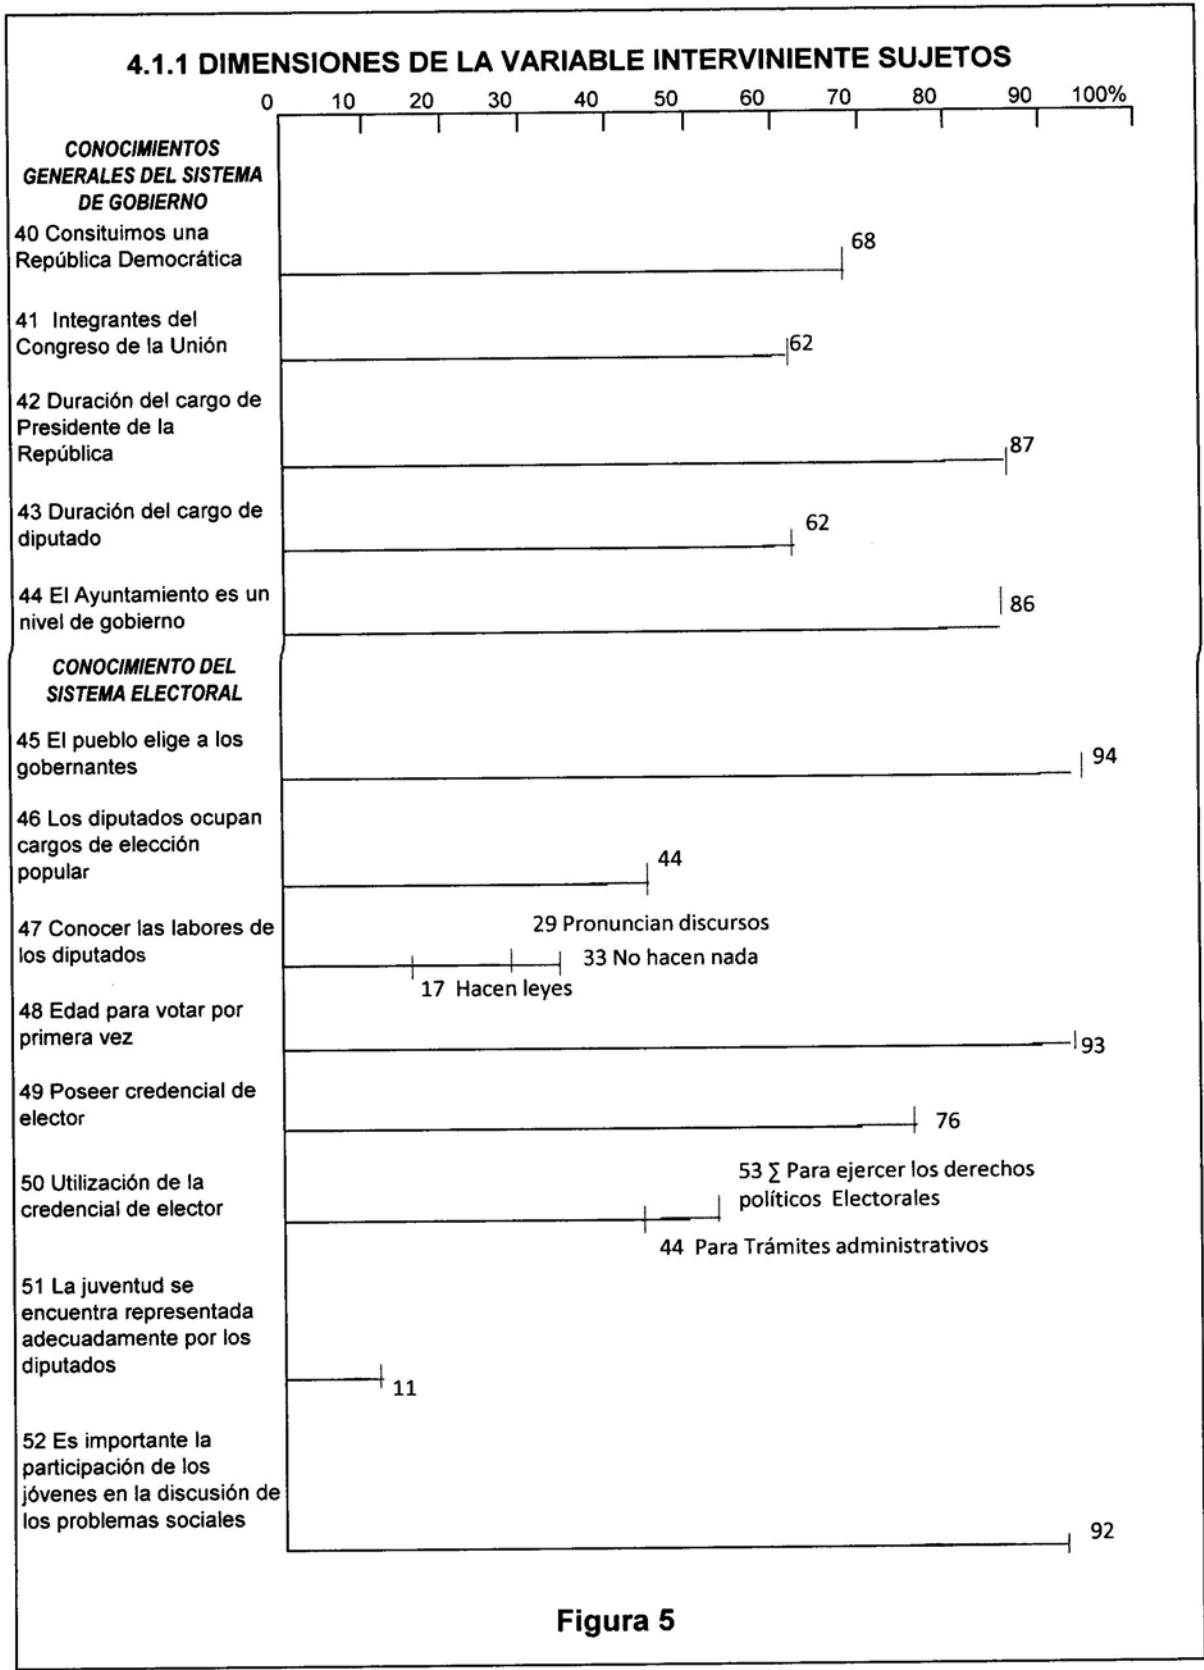 4.1.1 DIMENSIONES DE LA VARIABLE INTERVINIENTE SUJETOS
0 10 20 30 40 50 60 70 80 90 100%
CONOCIMIENTOS
GENERALES DEL SISTEMA
DE GOBIERNO
40 Consituimos una
República Democrática
68
41 Integrantes del
Congreso de la Unión
62
42 Duración del cargo de
Presidente de la
República
87
43 Duración del cargo de
diputado
62
44 El Ayuntamiento es un
nivel de gobierno
86
CONOCIMIENTO DEL
SISTEMA ELECTORAL
45 El pueblo elige a los
gobernantes
94
46 Los diputados ocupan
cargos de elección
popular
44
47 Conocer las labores de
los diputados
29 Pronuncian discursos
33 No hacen nada
17 Hacen leyes
48 Edad para votar por
primera vez
93
49 Poseer credencial de
elector
76
50 Utilización de la
credencial de elector
53 ∑ Para ejercer los derechos
políticos Electorales
44 Para Trámites administrativos
51 La juventud se
encuentra representada
adecuadamente por los
diputados
11
52 Es importante la
participación de los
jóvenes en la discusión de
los problemas sociales
92
Figura 5